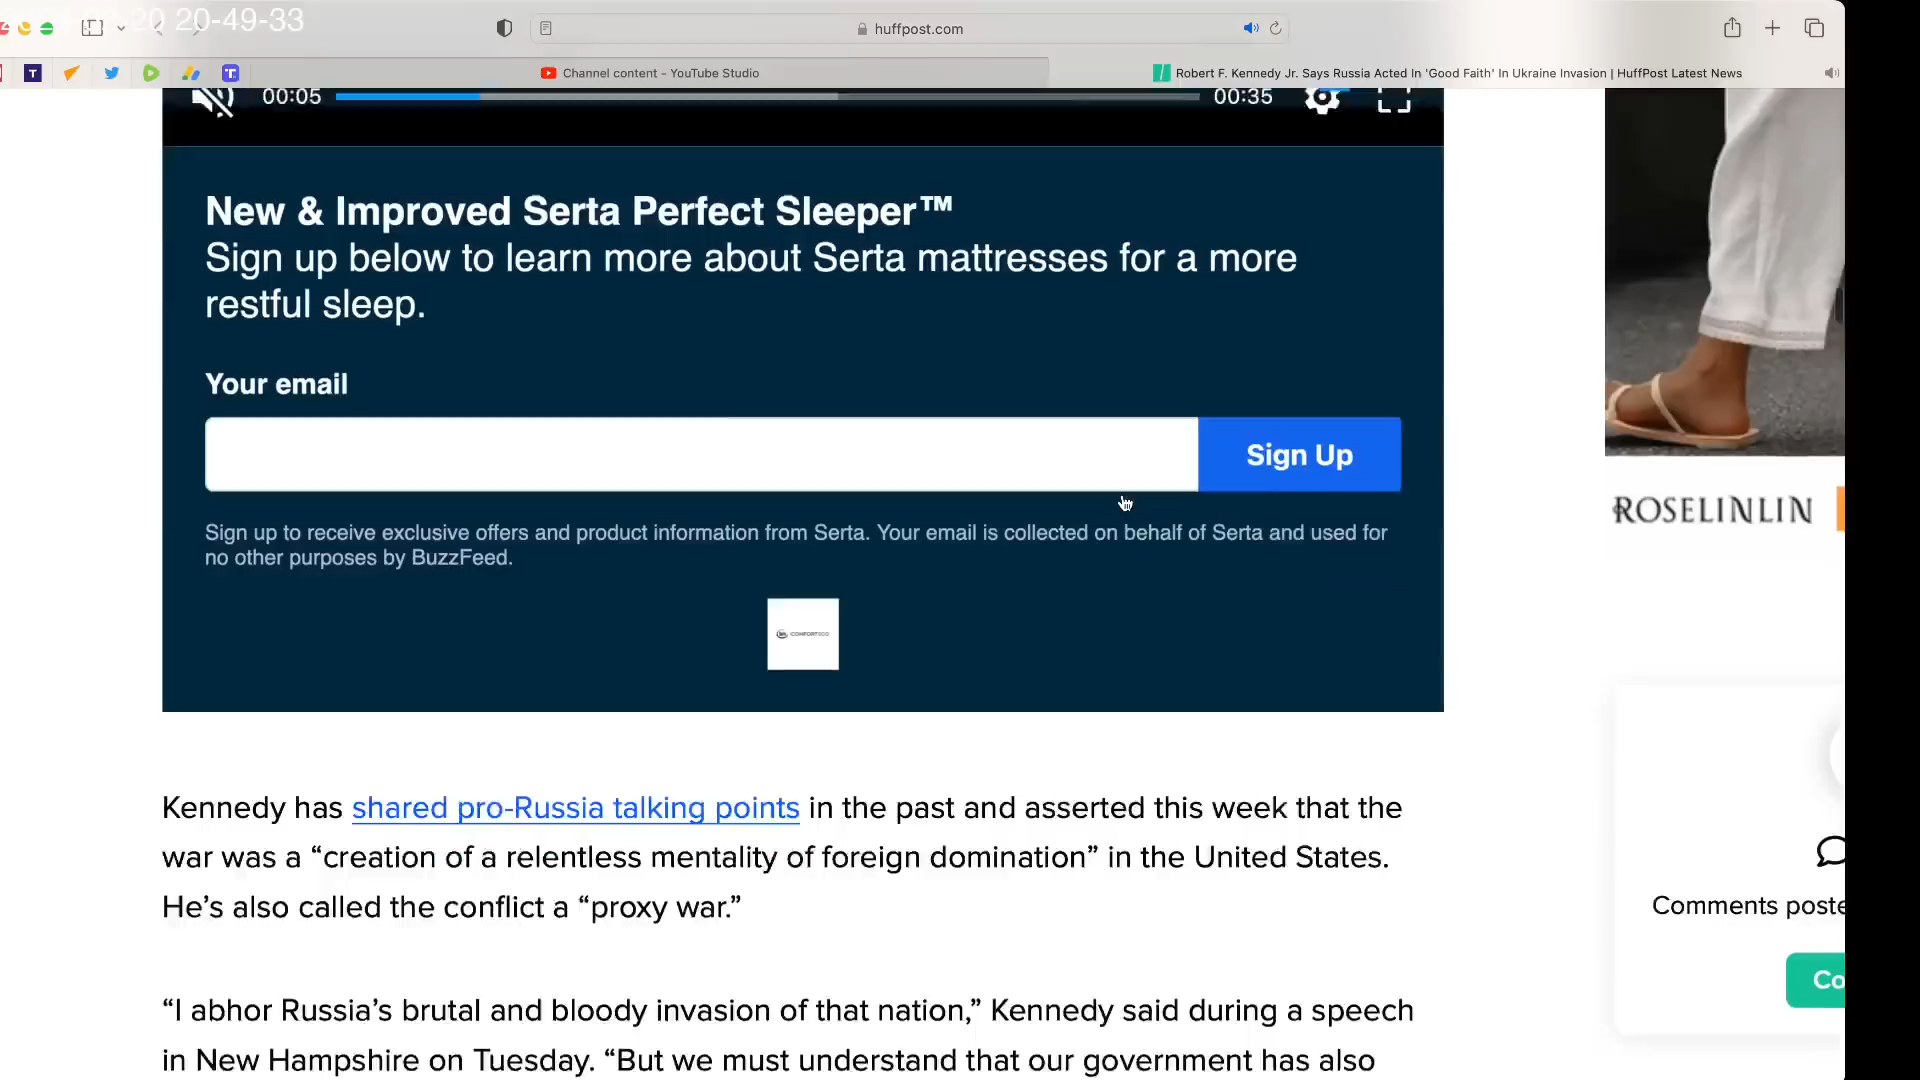 20 20-49-33
huffpost.com
T
T
Channel content - YouTube Studio
Robert F. Kennedy Jr. Says Russia Acted In 'Good Faith' In Ukraine Invasion | HuffPost Latest News
00:05
00:35
New & Improved Serta Perfect Sleeper™
Sign up below to learn more about Serta mattresses for a more
restful sleep.
Your email
Sign Up
Sign up to receive exclusive offers and product information from Serta. Your email is collected on behalf of Serta and used for
no other purposes by BuzzFeed.
ROSELINLIN
Kennedy has shared pro-Russia talking points in the past and asserted this week that the
war was a “creation of a relentless mentality of foreign domination” in the United States.
He’s also called the conflict a “proxy war.”
Comments poste
Co
“I abhor Russia’s brutal and bloody invasion of that nation,” Kennedy said during a speech
in New Hampshire on Tuesday. “But we must understand that our government has also